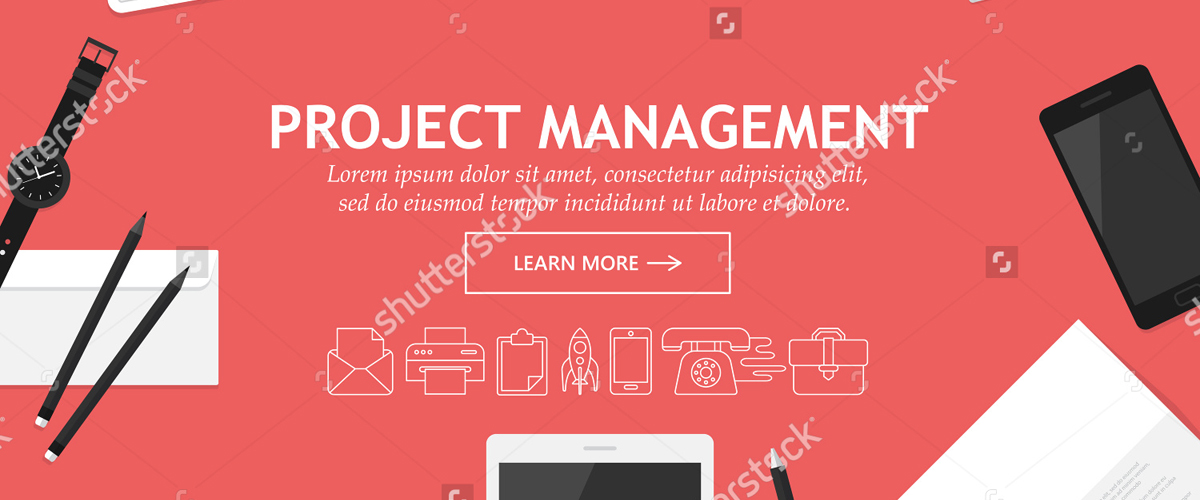 PROJECT MANAGEMENT
Lorem ipsum dolor sit amet, consectetur adipisicing elit,
sed do eiusmod tempor incididunt ut labore et dolore.
LEARN MORE
shutterstock
shutterstock
shutterstock
shutterstock